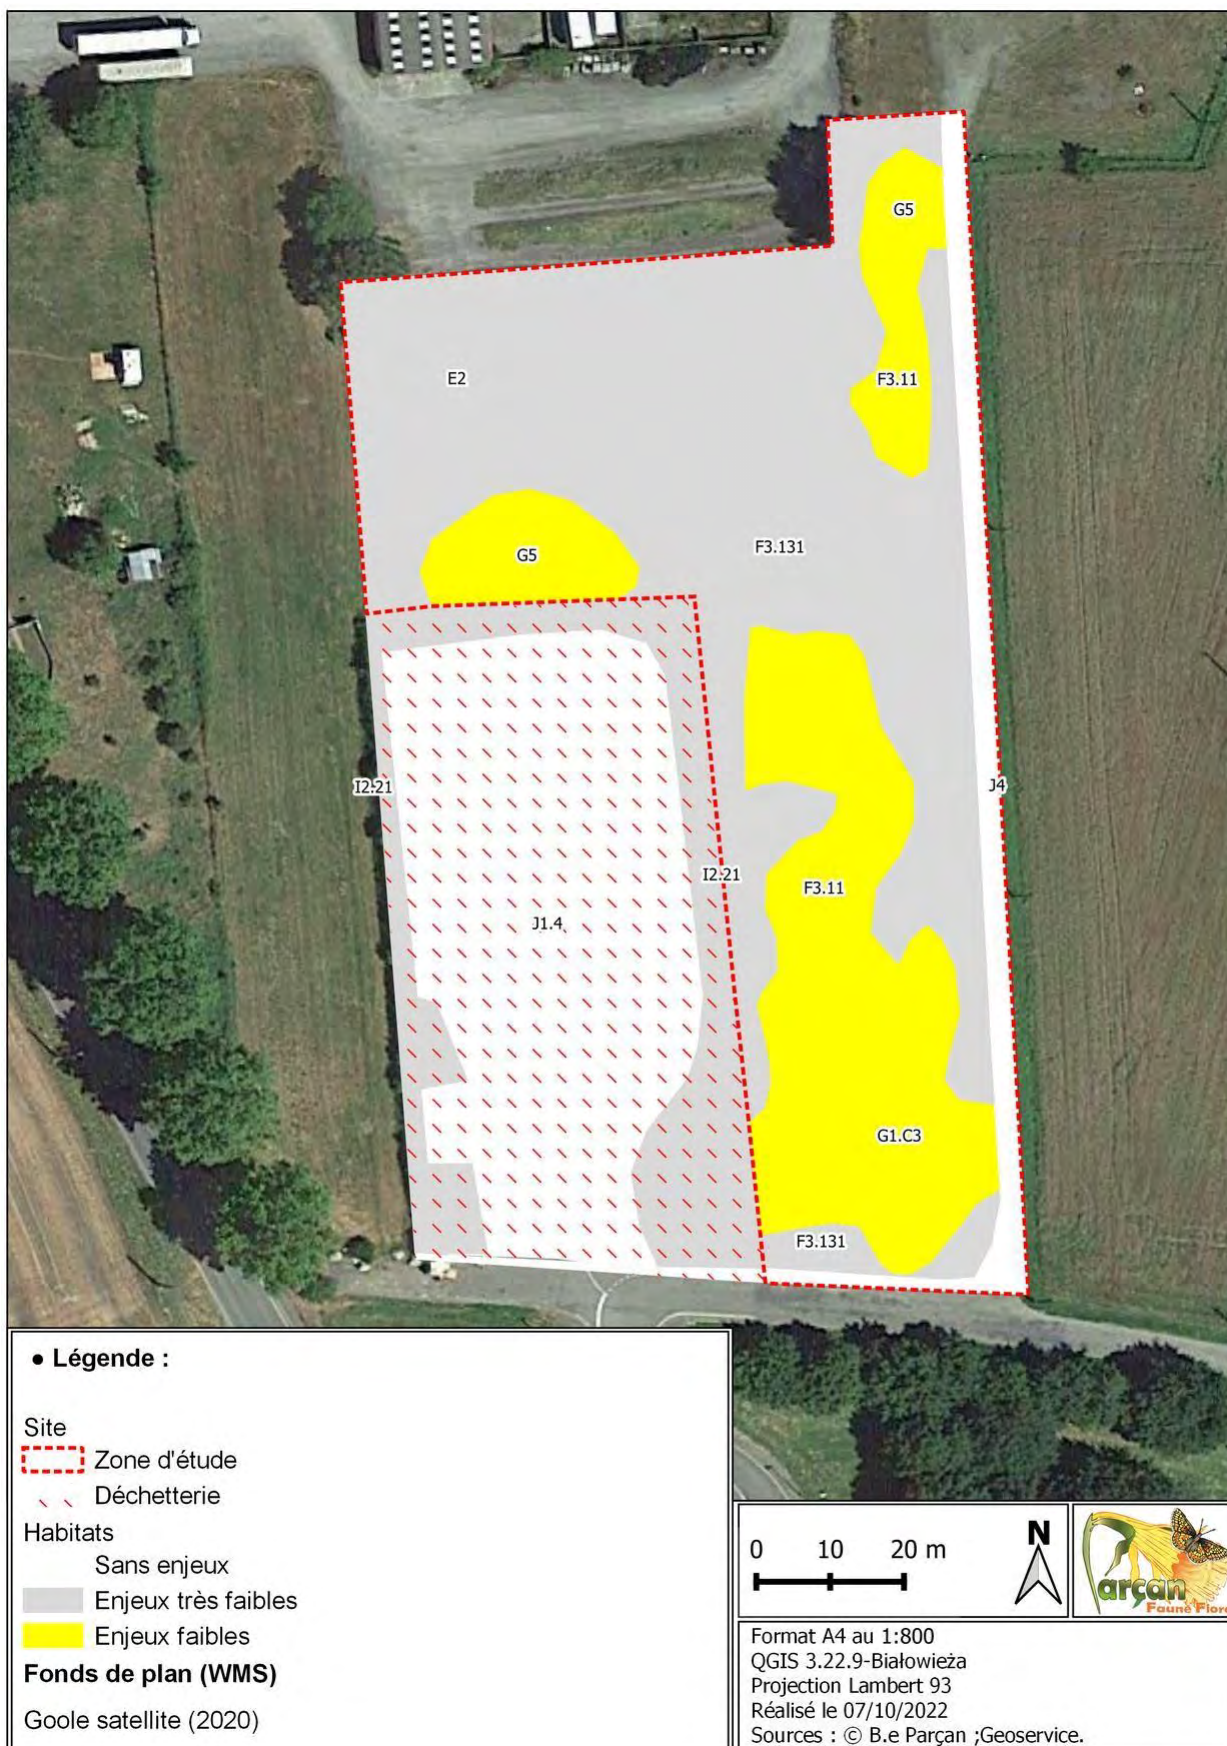 G5
E2
F3.11
G5
F3.131
I2.21
J4
I2.21
F3.11
J1.4
G1.C3
F3.131
● Légende :
Site
Zone d'étude
Déchetterie
Habitats
Sans enjeux
Enjeux très faibles
Enjeux faibles
Fonds de plan (WMS)
Goole satellite (2020)
0 10 20 m
N
Parçan
Faune Flore
Format A4 au 1:800
QGIS 3.22.9-Białowieża
Projection Lambert 93
Réalisé le 07/10/2022
Sources : © B.e Parçan ;Geoservice.